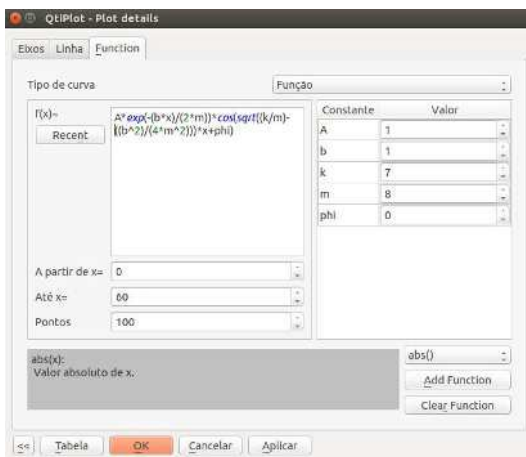 QtiPlot - Plot details
Eixos Linha Function
Tipo de curva Função
f(x)=
Recent
A*exp(-(b*x)/(2*m))*cos(sqrt((k/m)-
((b^2)/(4*m^2)))*x+phi)
Constante Valor
A 1
b 1
k 7
m 8
phi 0
A partir de x= 0
Até x= 60
Pontos 100
abs(x):
Valor absoluto de x.
abs()
Add Function
Clear Function
<< Tabela OK Cancelar Aplicar